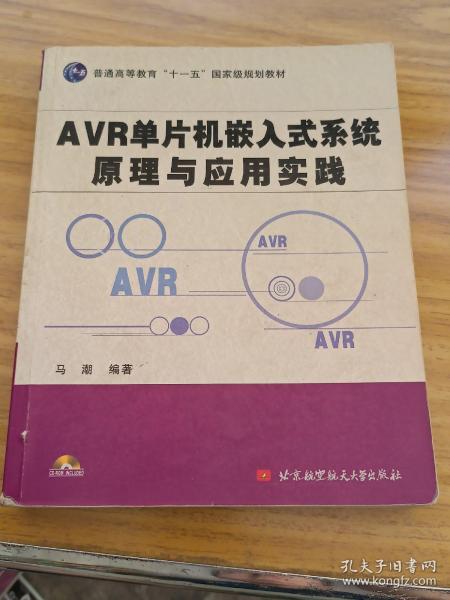 普通高等教育“十一五”国家级规划教材
AVR单片机嵌入式系统
原理与应用实践
AVR
AVR
AVR
马 潮 编著
CD-ROM INCLUDED
北京航空航天大学出版社
孔夫子旧书网
www.kongfz.com